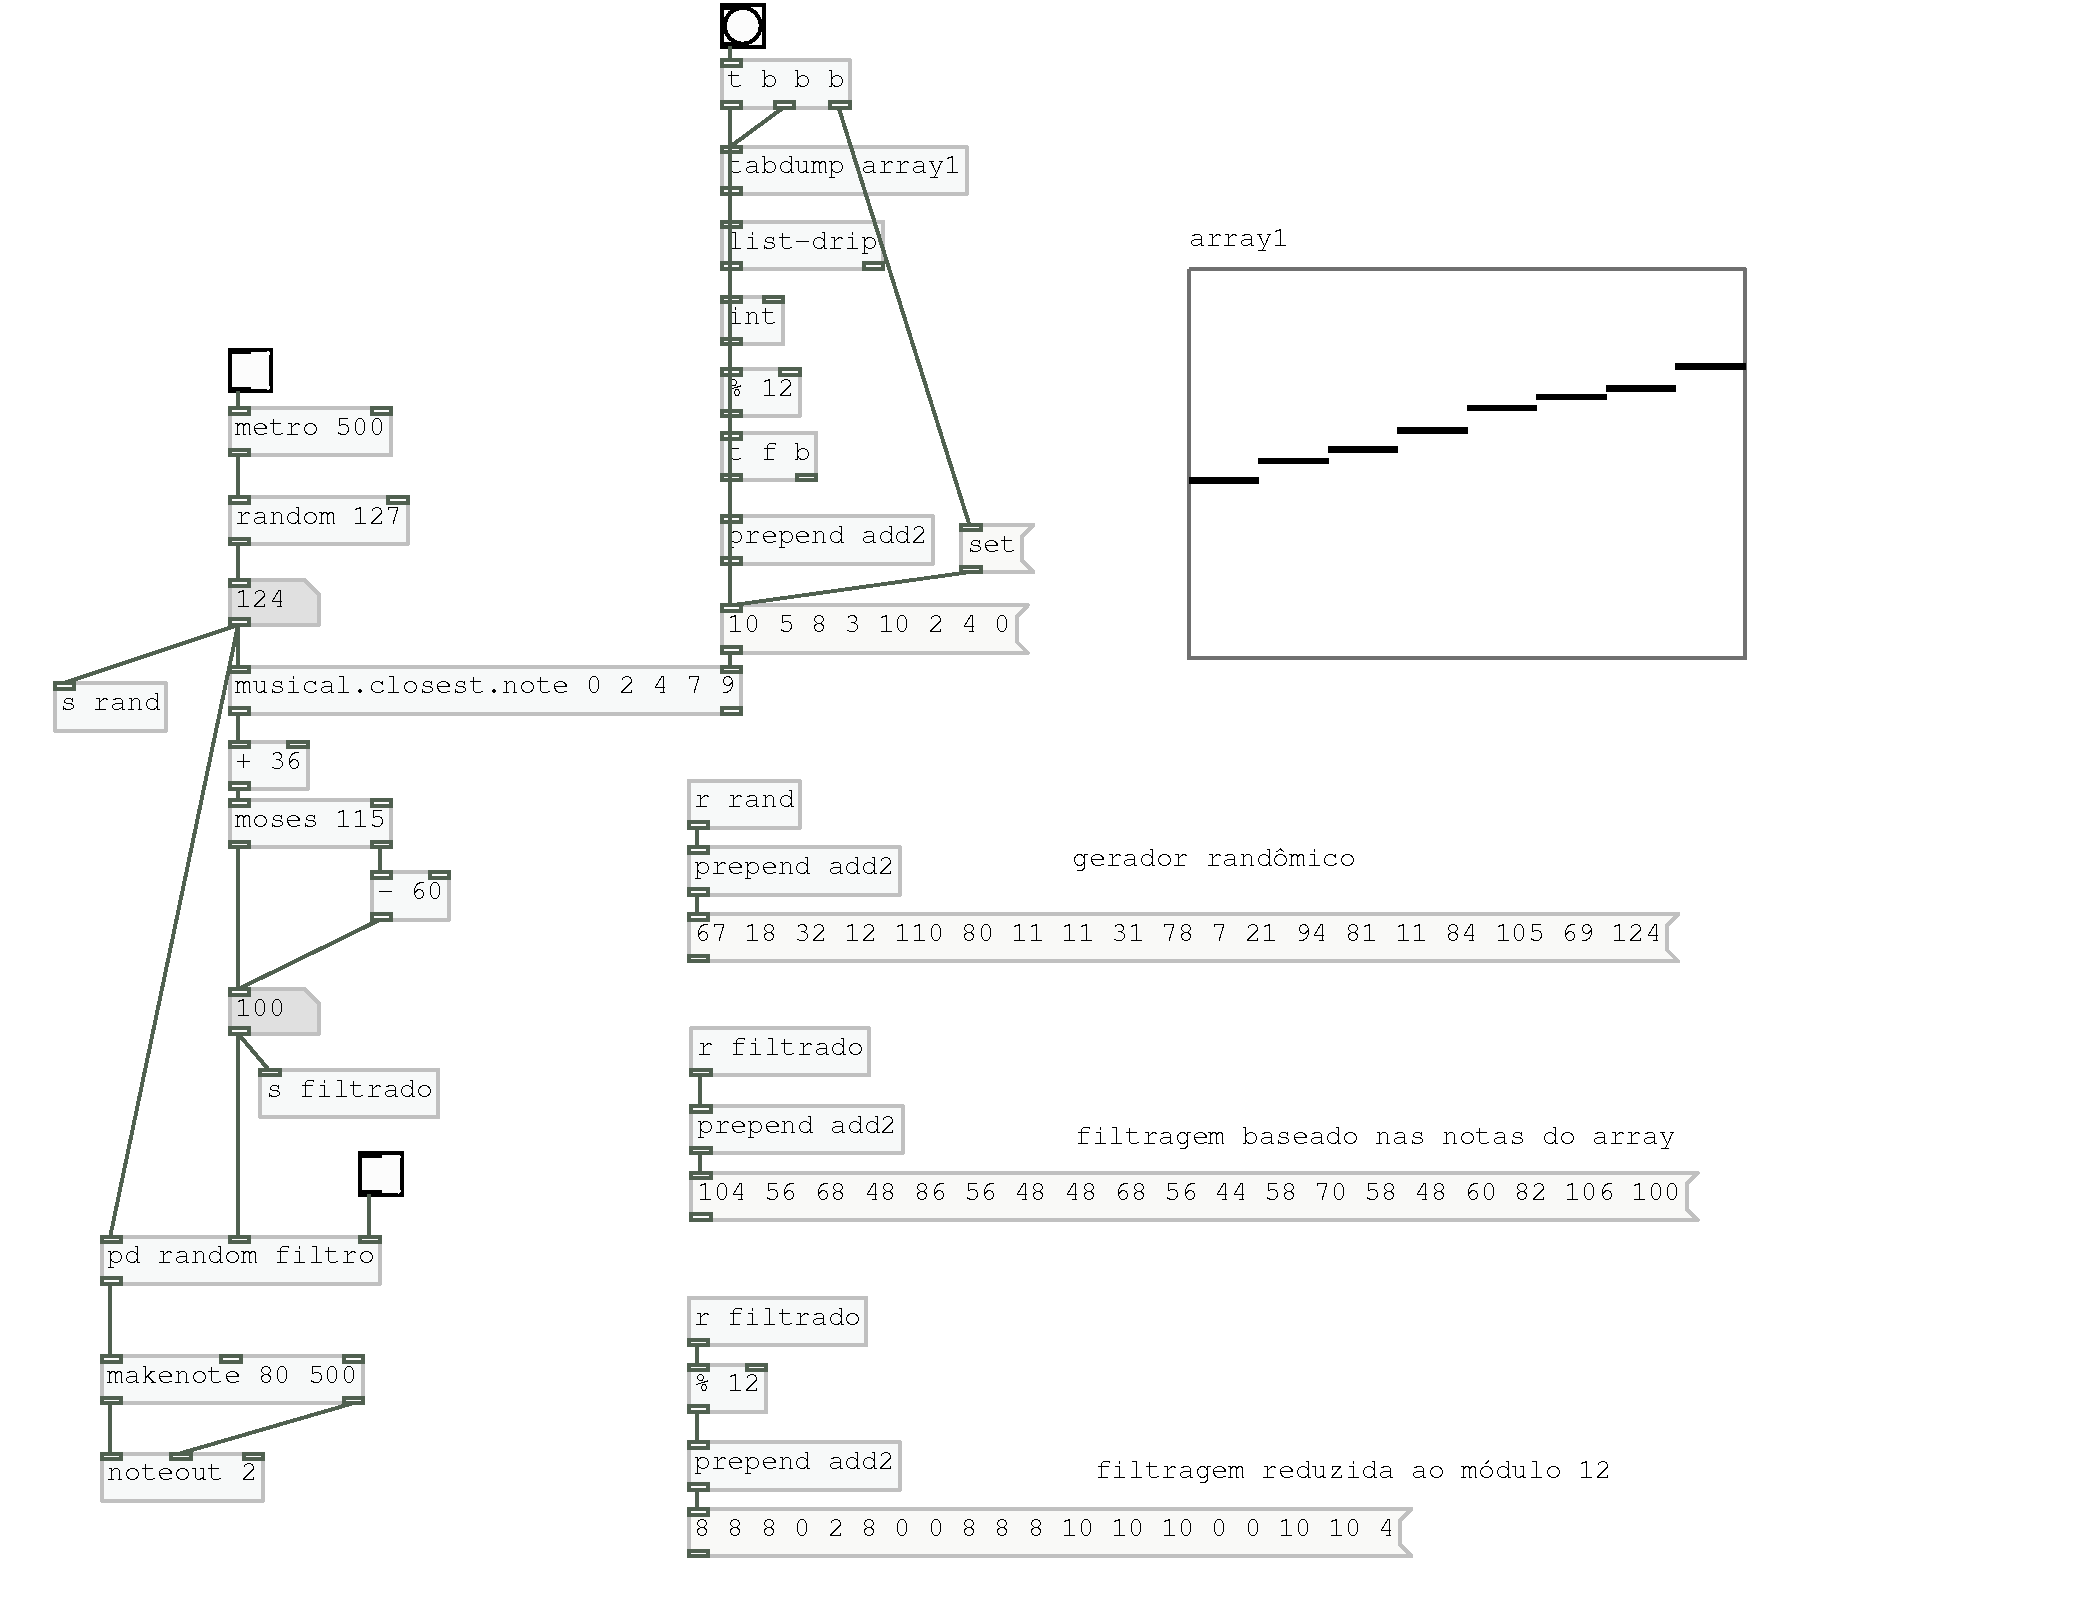 t b b b
tabdump array1
list-drip
array1
int
% 12
metro 500
t f b
random 127
prepend add2
set
124
10 5 8 3 10 2 4 0
musical.closest.note 0 2 4 7 9
s rand
+ 36
r rand
moses 115
gerador randômico
prepend add2
- 60
67 18 32 12 110 80 11 11 31 78 7 21 94 81 11 84 105 69 124
100
r filtrado
s filtrado
prepend add2
filtragem baseado nas notas do array
104 56 68 48 86 56 48 48 68 56 44 58 70 58 48 60 82 106 100
pd random filtro
r filtrado
makenote 80 500
% 12
prepend add2
filtragem reduzida ao módulo 12
noteout 2
8 8 8 0 2 8 0 0 8 8 8 10 10 10 0 0 10 10 4